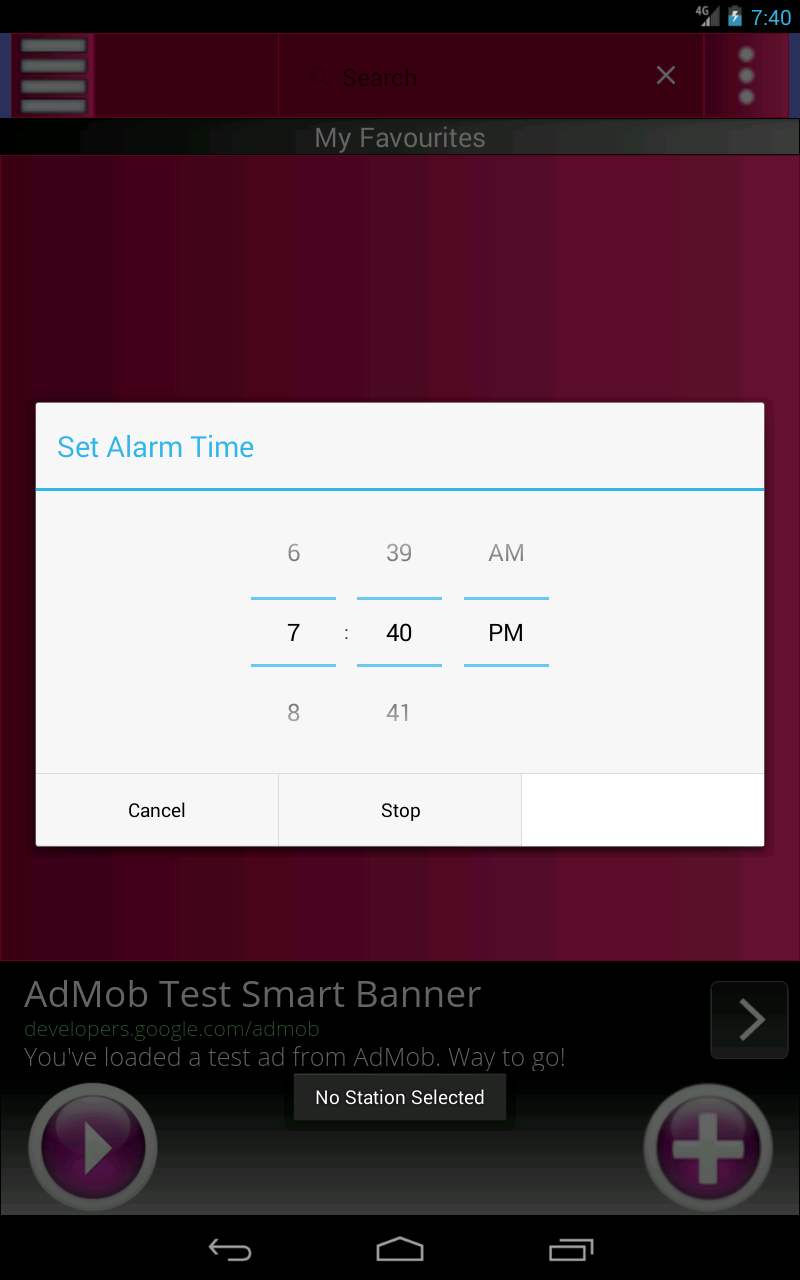 4G 7:40
Search
My Favourites
Set Alarm Time
6 39 AM
7 : 40 PM
8 41
Cancel Stop
AdMob Test Smart Banner
developers.google.com/admob
You've loaded a test ad from AdMob. Way to go!
No Station Selected